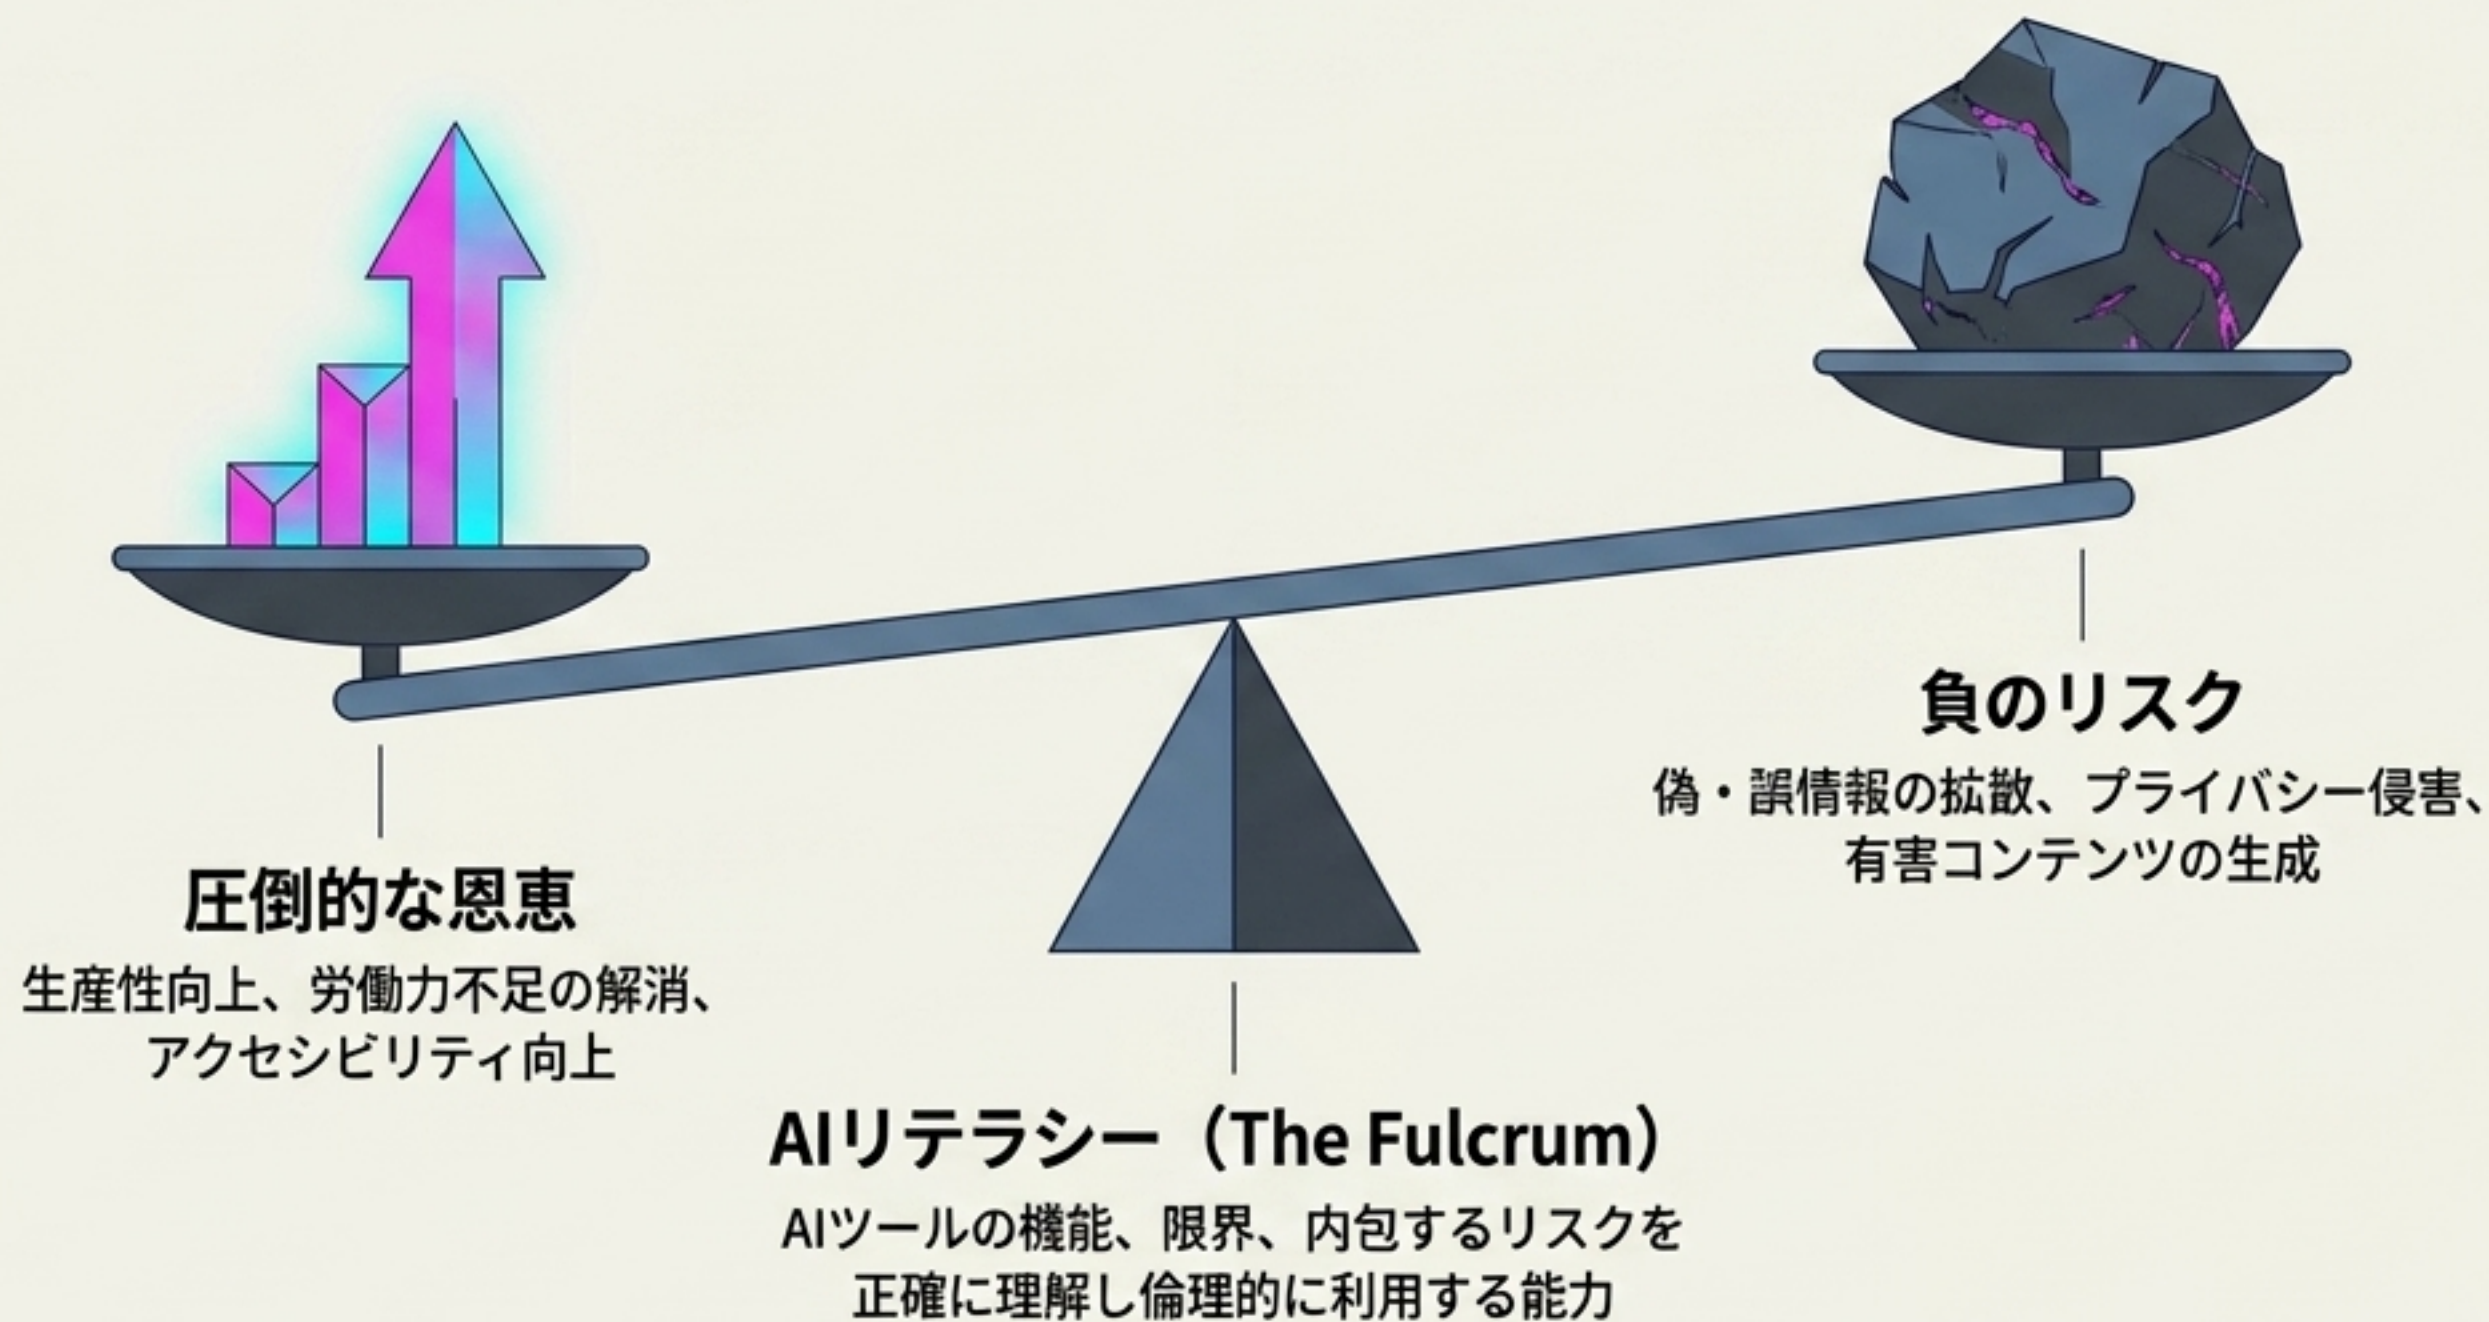 圧倒的な恩恵
生産性向上、労働力不足の解消、
アクセシビリティ向上
AIリテラシー（The Fulcrum）
AIツールの機能、限界、内包するリスクを
正確に理解し倫理的に利用する能力
負のリスク
偽・誤情報の拡散、プライバシー侵害、
有害コンテンツの生成